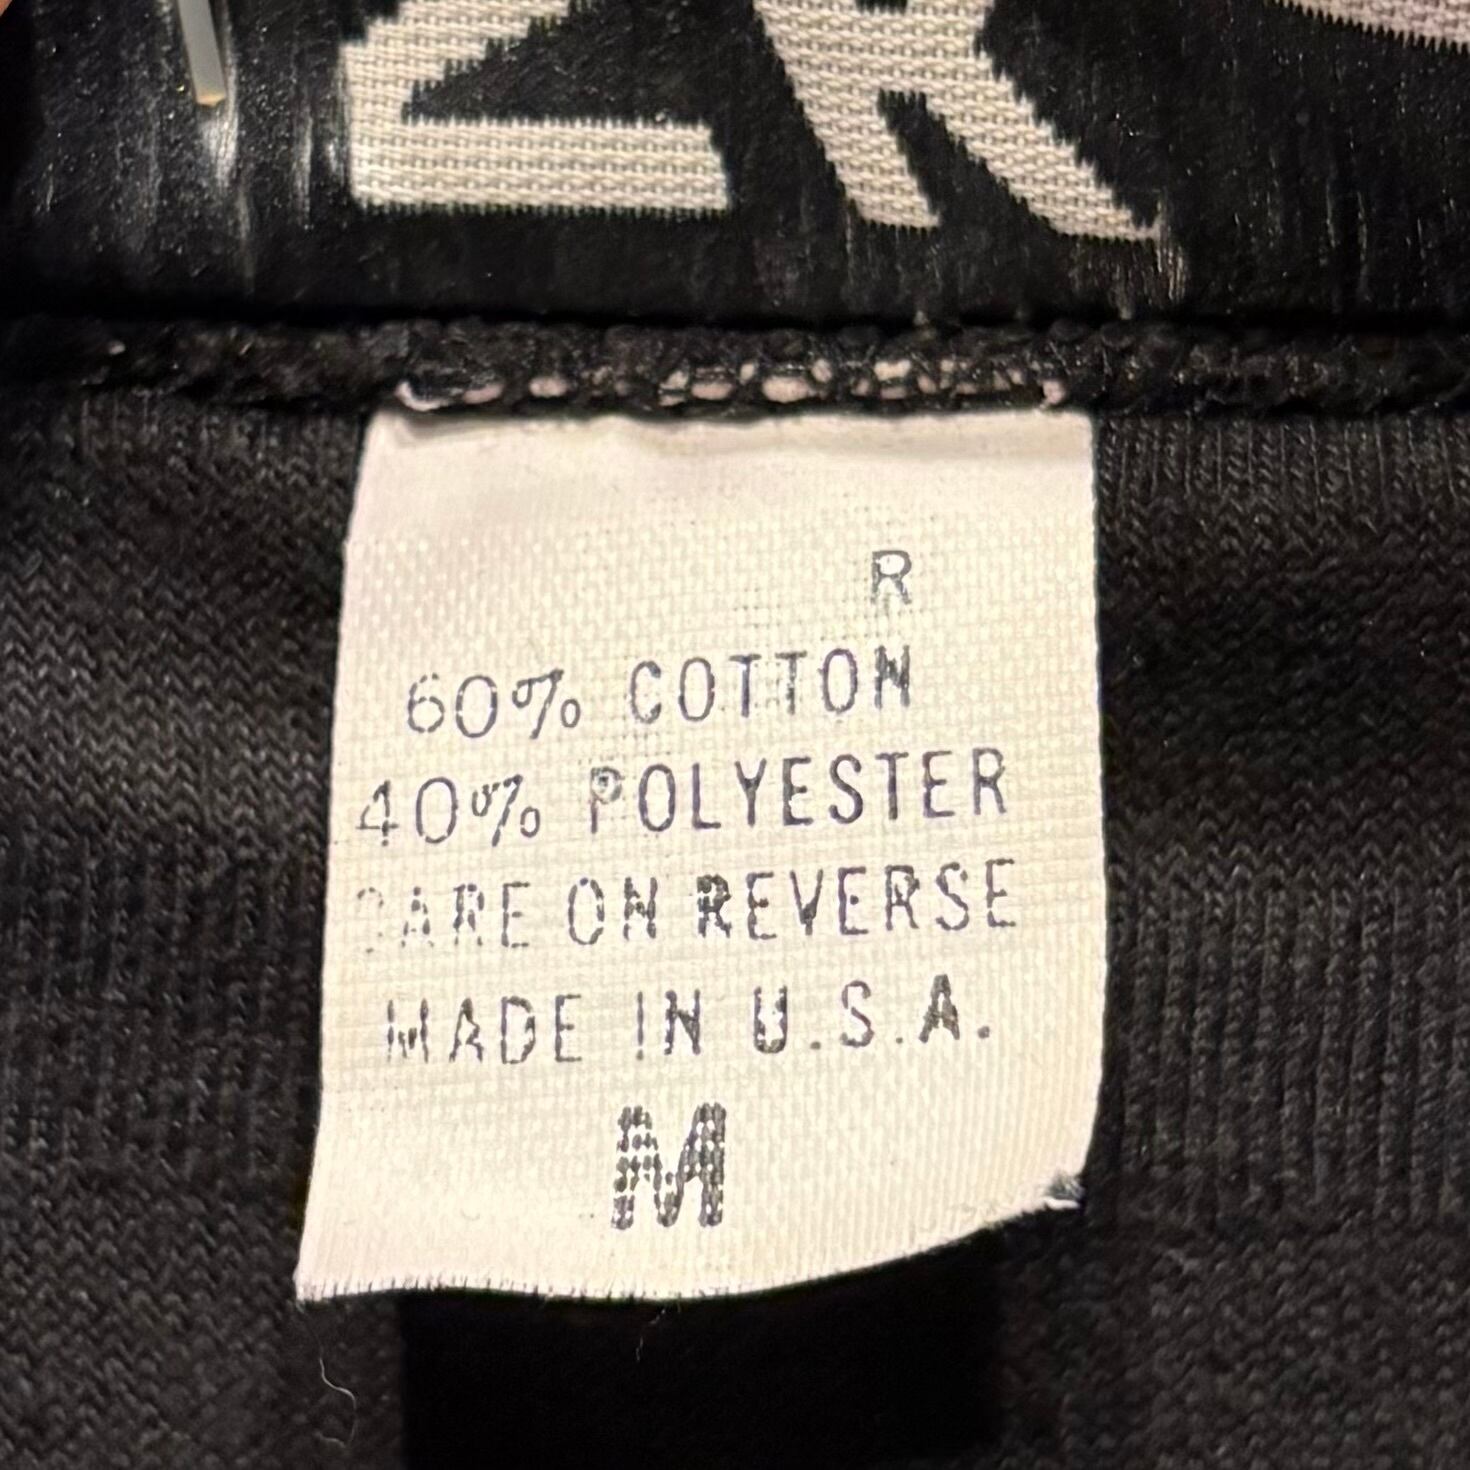 R
60% COTTON
40% POLYESTER
CARE ON REVERSE
MADE IN U.S.A.
M